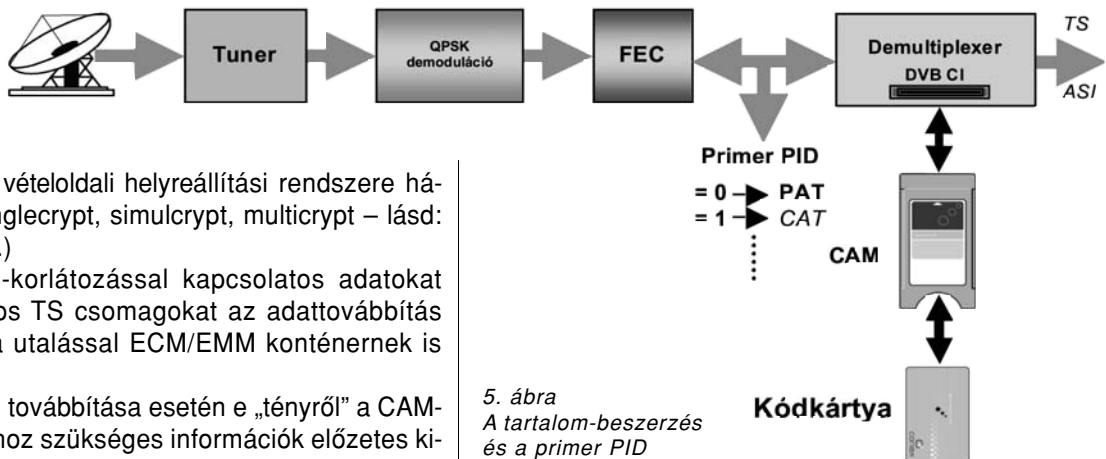 Tuner
QPSK
demoduláció
FEC
Demultiplexer
DVB CI
TS
ASI
Primer PID
= 0 PAT
= 1 CAT
CAM
Kódkártya
vételoldali helyreállítási rendszere há-
nglecrypt, simulcrypt, multicrypt – lásd:
.)
-korlátozással kapcsolatos adatokat
os TS csomagokat az adattovábbítás
a utalással ECM/EMM konténernek is
továbbítása esetén e „tényről” a CAM-
hoz szükséges információk előzetes ki-
5. ábra
A tartalom-beszerzés
és a primer PID